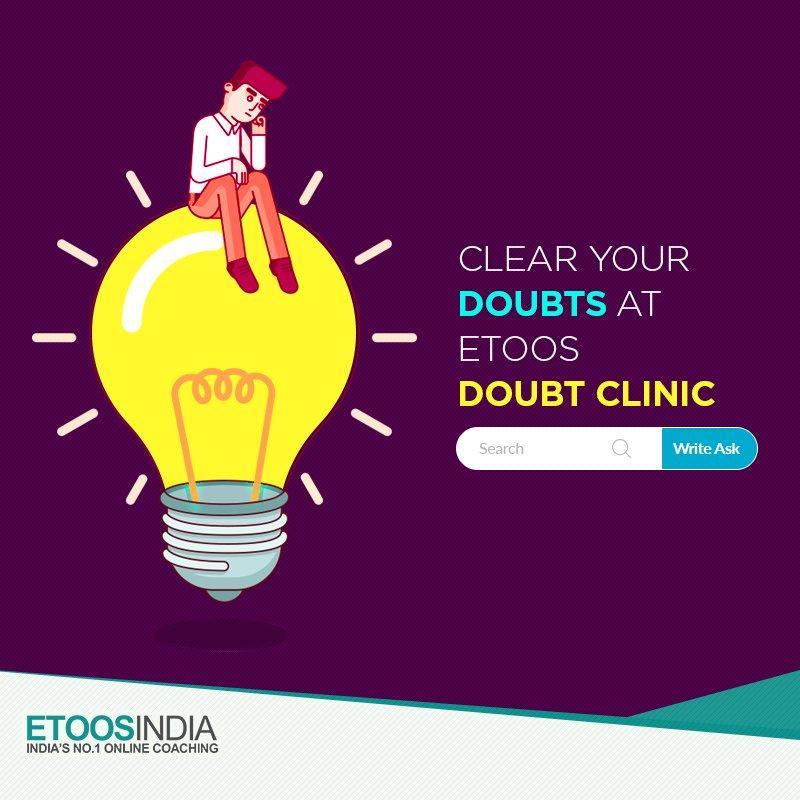 CLEAR YOUR
DOUBTS AT
ETOOS
DOUBT CLINIC
Search Write Ask
ETOOSINDIA
INDIA'S NO.1 ONLINE COACHING